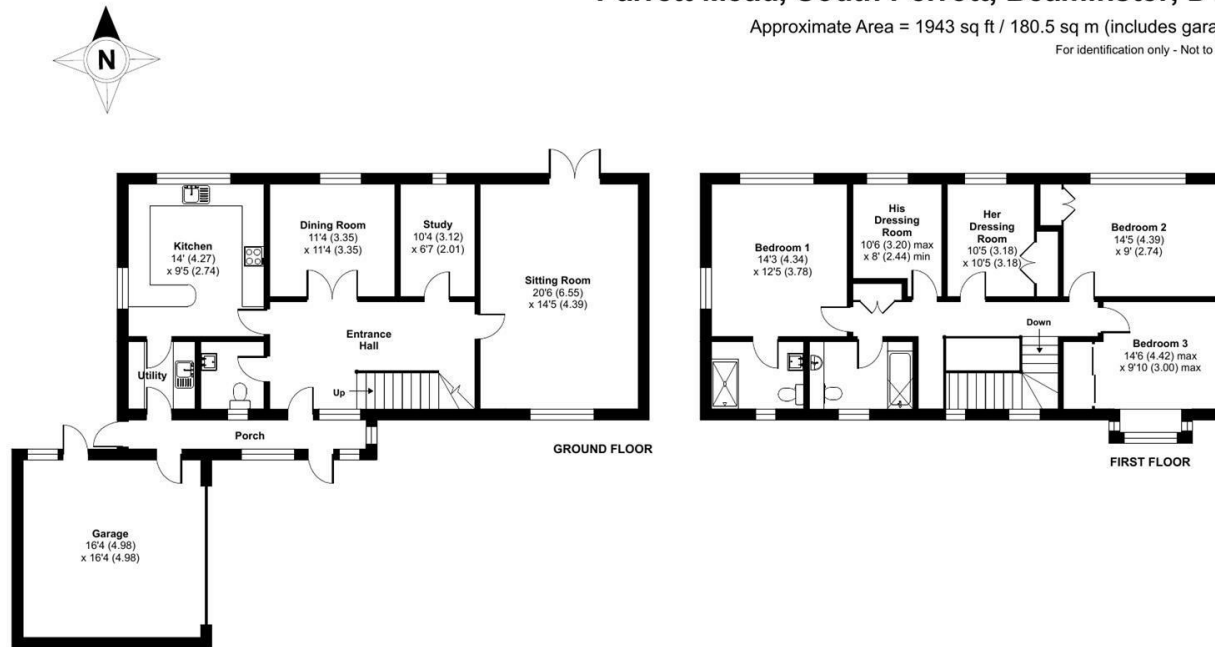 Approximate Area = 1943 sq ft / 180.5 sq m (includes
For identification only - Not to
N
Kitchen
14' (4.27)
x 9'5 (2.74)
Dining Room
11'4 (3.35)
x 11'4 (3.35)
Study
10'4 (3.12)
x 6'7 (2.01)
Sitting Room
20'6 (6.55)
x 14'5 (4.39)
Entrance
Hall
Utility
Up
Porch
GROUND FLOOR
Garage
16'4 (4.98)
x 16'4 (4.98)
Bedroom 1
14'3 (4.34)
x 12'5 (3.78)
His
Dressing
Room
10'6 (3.20) max
x 8' (2.44) min
Her
Dressing
Room
10'5 (3.18)
x 10'5 (3.18)
Bedroom 2
14'5 (4.39)
x 9' (2.74)
Down
Bedroom 3
14'6 (4.42) max
x 9'10 (3.00) max
FIRST FLOOR